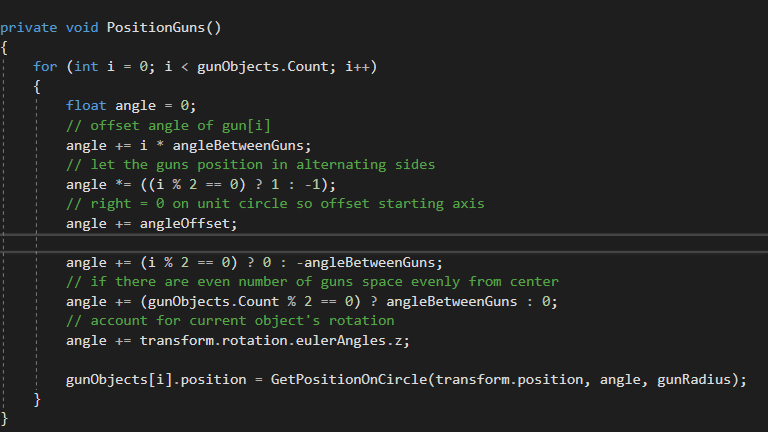 private void PositionGuns()
{
for (int i = 0; i < gunObjects.Count; i++)
{
float angle = 0;
// offset angle of gun[i]
angle += i * angleBetweenGuns;
// let the guns position in alternating sides
angle *= ((i % 2 == 0) ? 1 : -1);
// right = 0 on unit circle so offset starting axis
angle += angleOffset;
angle += (i % 2 == 0) ? 0 : -angleBetweenGuns;
// if there are even number of guns space evenly from center
angle += (gunObjects.Count % 2 == 0) ? angleBetweenGuns : 0;
// account for current object's rotation
angle += transform.rotation.eulerAngles.z;
gunObjects[i].position = GetPositionOnCircle(transform.position, angle, gunRadius);
}
}